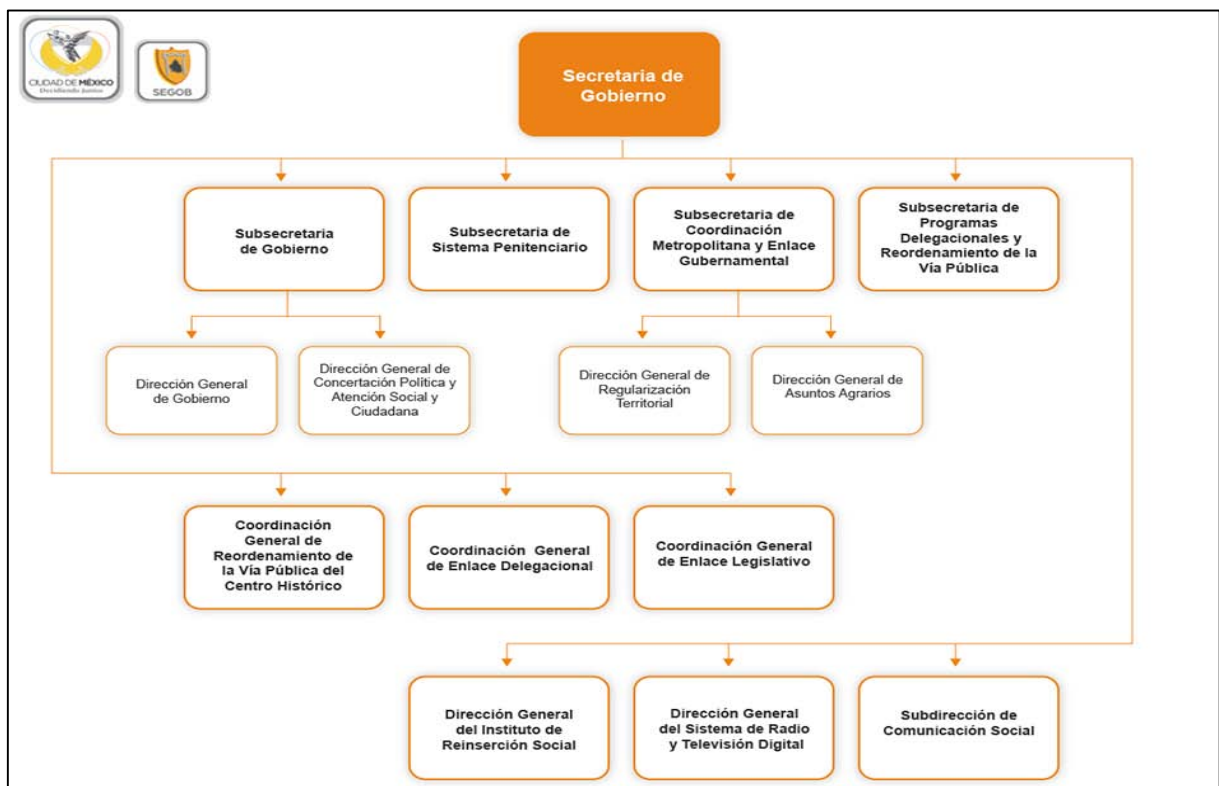 CIUDAD DE MÉXICO
Decidiendo Juntos
SEGOB
Secretaria de
Gobierno
Subsecretaria
de Gobierno
Subsecretaria de
Sistema Penitenciario
Subsecretaria de
Coordinación
Metropolitana y Enlace
Gubernamental
Subsecretaria de
Programas
Delegacionales y
Reordenamiento de la
Vía Pública
Dirección General
de Gobierno
Dirección General de
Concertación Política y
Atención Social y
Ciudadana
Dirección General de
Regularización
Territorial
Dirección General de
Asuntos Agrarios
Coordinación
General de
Reordenamiento de
la Vía Pública del
Centro Histórico
Coordinación General
de Enlace Delegacional
Coordinación General
de Enlace Legislativo
Dirección General
del Instituto de
Reinserción Social
Dirección General
del Sistema de Radio
y Televisión Digital
Subdirección de
Comunicación Social